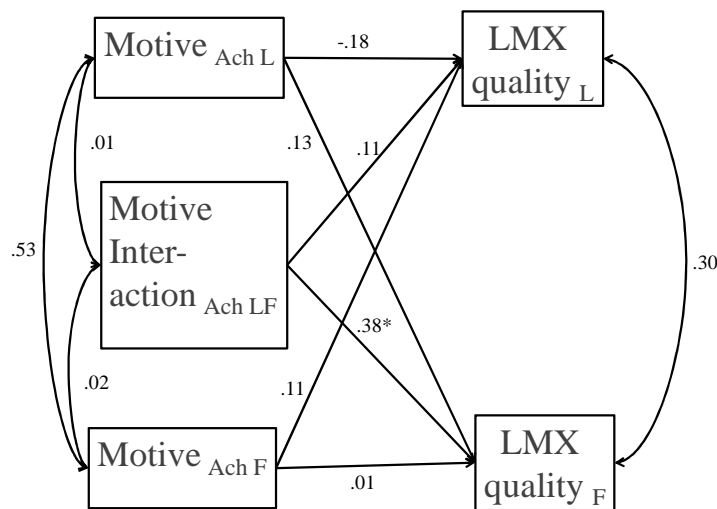 Motive Ach L
-.18
LMX
quality L
.01
.13
.11
Motive
Inter-
action Ach LF
.53
.30
.38*
.02
.11
Motive Ach F
.01
LMX
quality F